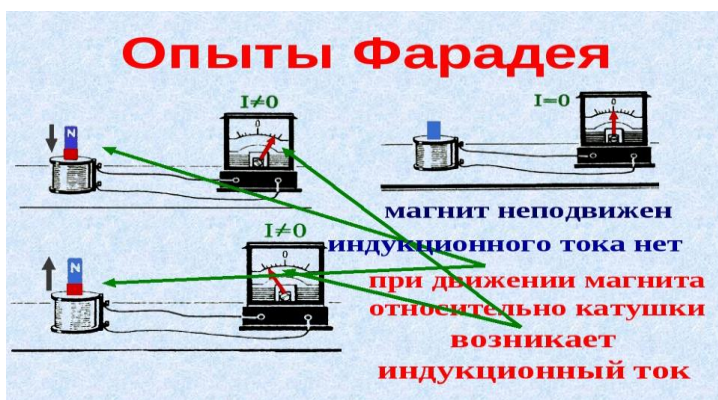 Опыты Фарадея
I≠0
0
N
I=0
0
магнит неподвижен
индукционного тока нет
I≠0
0
N
при движении магнита
относительно катушки
возникает
индукционный ток